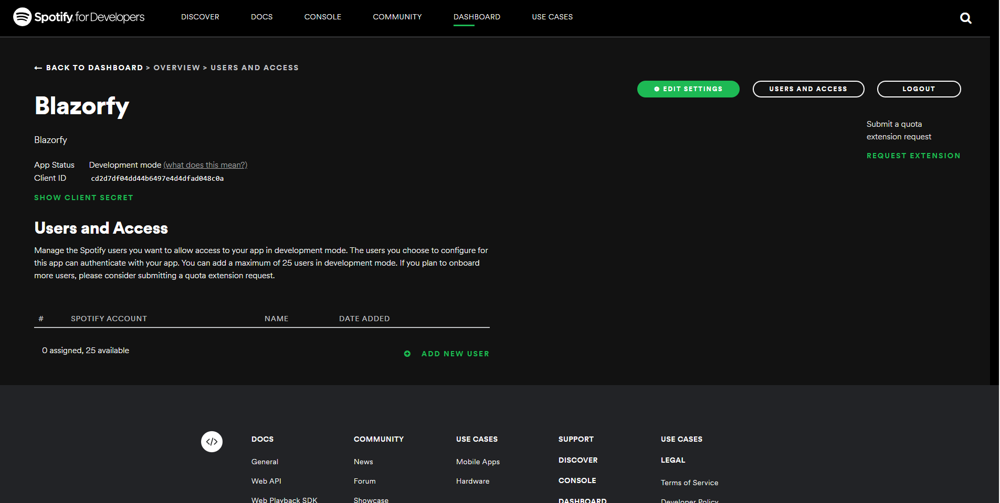 Spotify for Developers
DISCOVER
DOCS
CONSOLE
COMMUNITY
DASHBOARD
USE CASES
← BACK TO DASHBOARD > OVERVIEW > USERS AND ACCESS
EDIT SETTINGS
USERS AND ACCESS
LOGOUT
Blazorfy
Submit a quota
extension request
REQUEST EXTENSION
Blazorfy
App Status Development mode (what does this mean?)
Client ID cd2d7df04dd44b6497e4d4dfad048c0a
SHOW CLIENT SECRET
Users and Access
Manage the Spotify users you want to allow access to your app in development mode. The users you choose to configure for
this app can authenticate with your app. You can add a maximum of 25 users in development mode. If you plan to onboard
more users, please consider submitting a quota extension request.
# SPOTIFY ACCOUNT NAME DATE ADDED
0 assigned, 25 available
ADD NEW USER
</>
DOCS
General
Web API
Web Playback SDK
COMMUNITY
News
Forum
Showcase
USE CASES
Mobile Apps
Hardware
SUPPORT
DISCOVER
CONSOLE
DASHBOARD
USE CASES
LEGAL
Terms of Service
Developer Policy